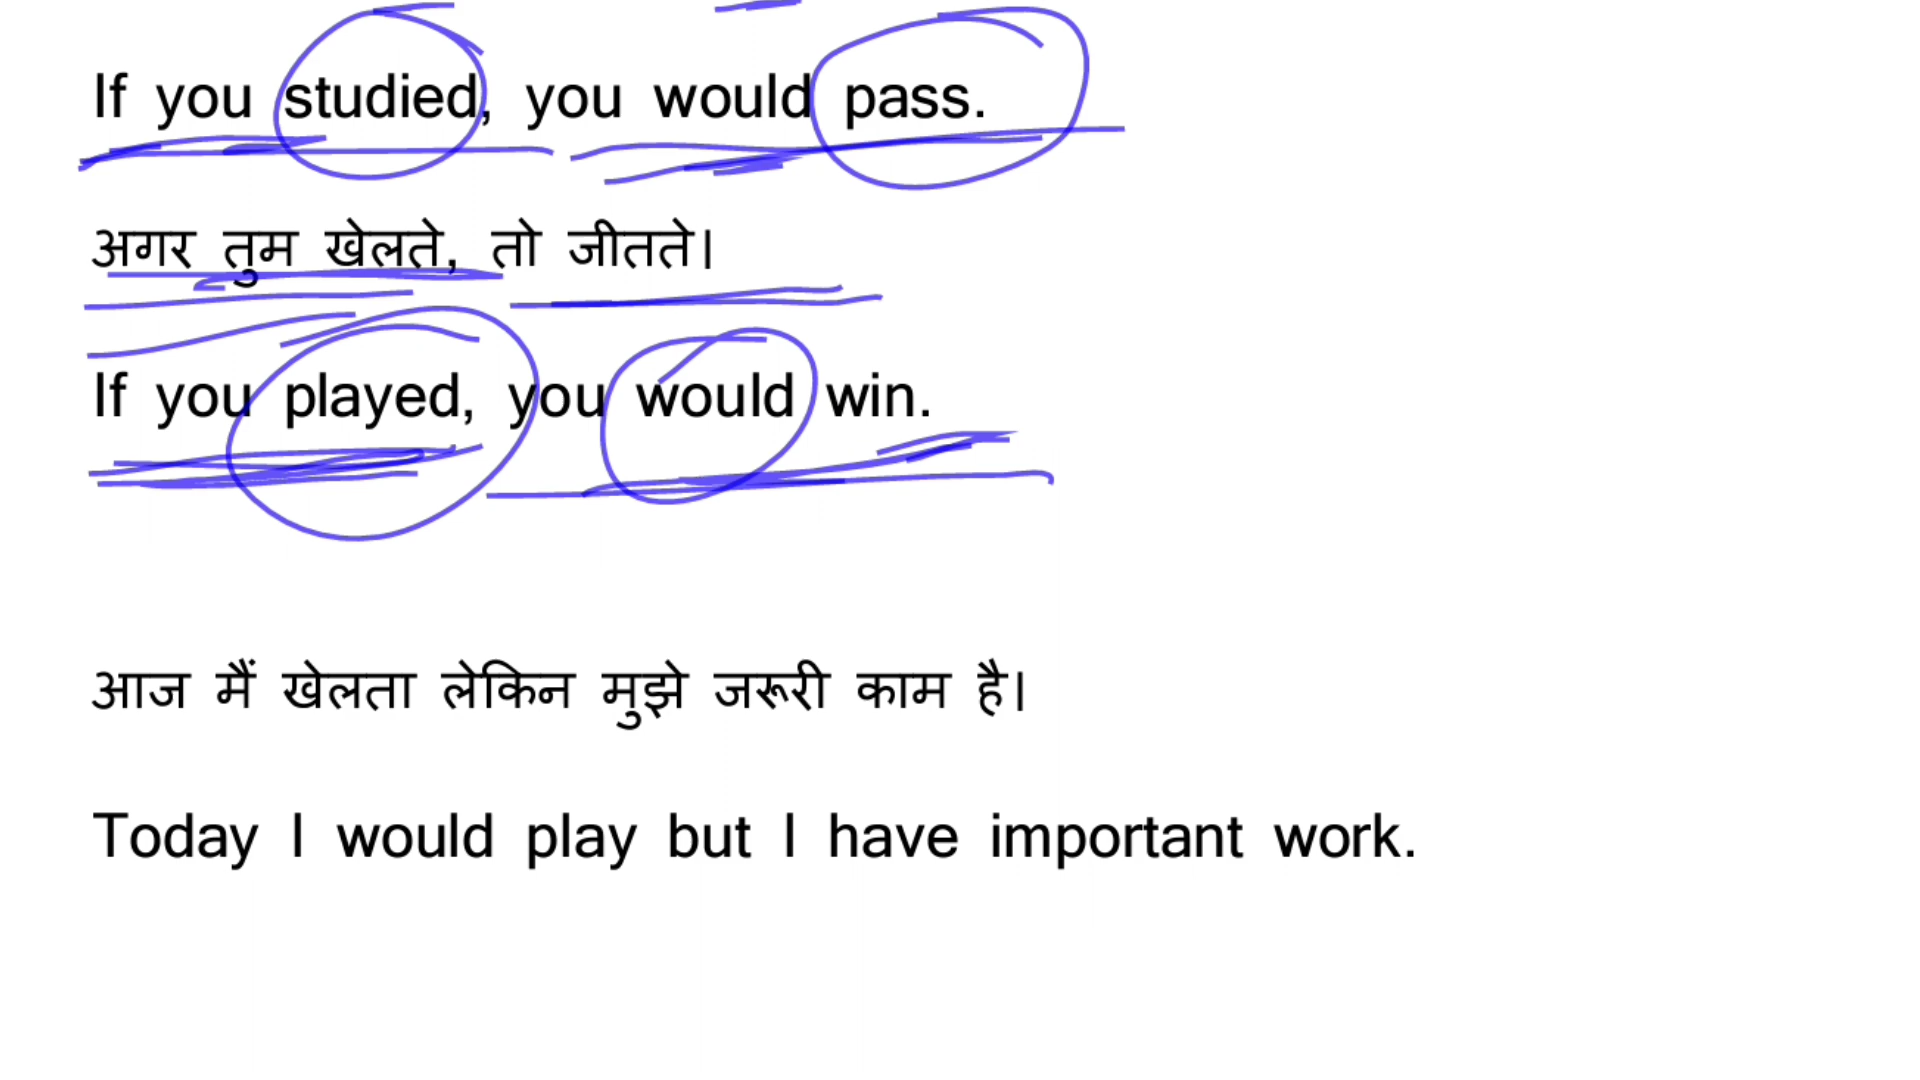 If you studied, you would pass.
अगर तुम खेलते, तो जीतते।
If you played, you would win.
आज मैं खेलता लेकिन मुझे जरूरी काम है।
Today I would play but I have important work.